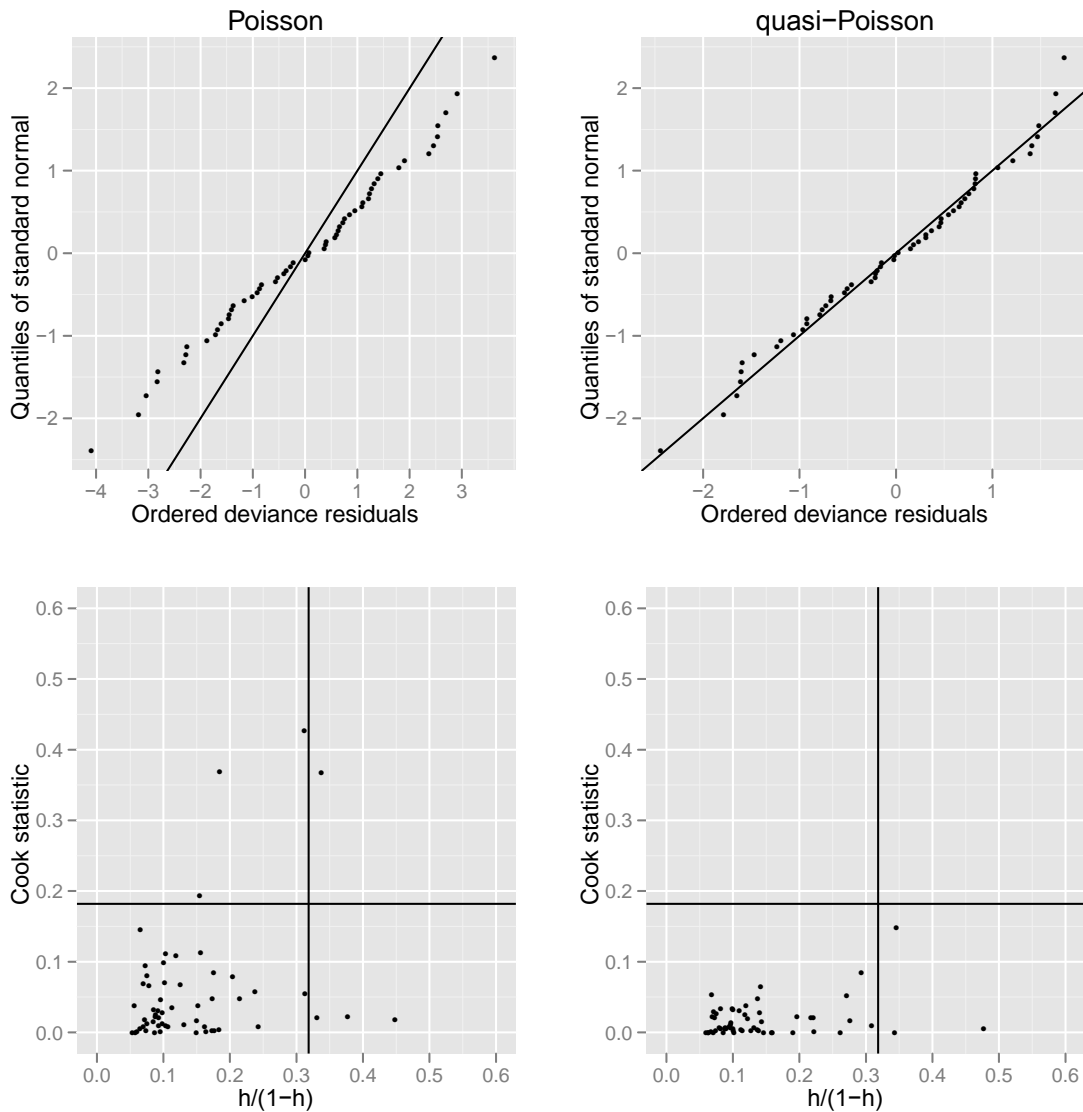 Poisson
Quantiles of standard normal
2
1
0
−1
−2
−4 −3 −2 −1 0 1 2 3
Ordered deviance residuals
quasi−Poisson
Quantiles of standard normal
2
1
0
−1
−2
−2 −1 0 1
Ordered deviance residuals
Cook statistic
0.6
0.5
0.4
0.3
0.2
0.1
0.0
0.0 0.1 0.2 0.3 0.4 0.5 0.6
h/(1−h)
Cook statistic
0.6
0.5
0.4
0.3
0.2
0.1
0.0
0.0 0.1 0.2 0.3 0.4 0.5 0.6
h/(1−h)